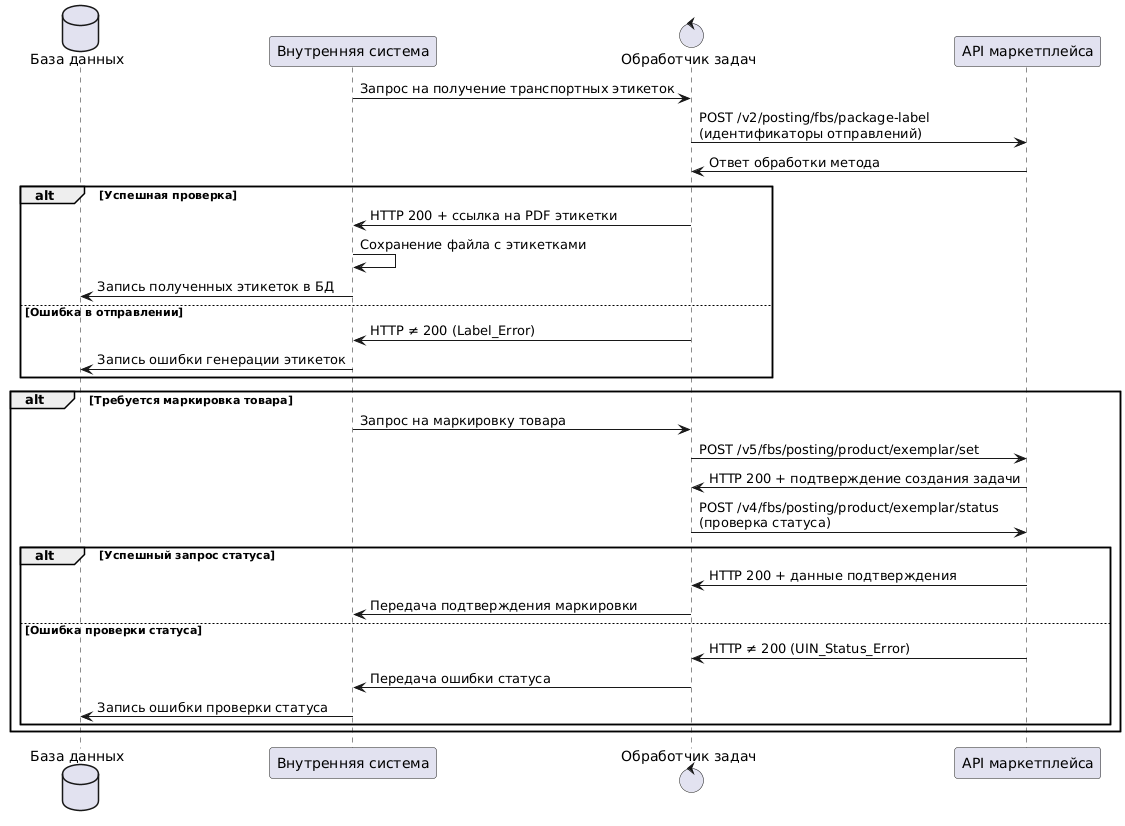 База данных
Внутренняя система
Обработчик задач
API маркетплейса
Запрос на получение транспортных этикеток
POST /v2/posting/fbs/package-label
(идентификаторы отправлений)
Ответ обработки метода
alt [Успешная проверка]
HTTP 200 + ссылка на PDF этикетки
Сохранение файла с этикетками
Запись полученных этикеток в БД
[Ошибка в отправлении]
HTTP ≠ 200 (Label_Error)
Запись ошибки генерации этикеток
alt [Требуется маркировка товара]
Запрос на маркировку товара
POST /v5/fbs/posting/product/exemplar/set
HTTP 200 + подтверждение создания задачи
POST /v4/fbs/posting/product/exemplar/status
(проверка статуса)
alt [Успешный запрос статуса]
HTTP 200 + данные подтверждения
Передача подтверждения маркировки
[Ошибка проверки статуса]
HTTP ≠ 200 (UIN_Status_Error)
Передача ошибки статуса
Запись ошибки проверки статуса
База данных
Внутренняя система
Обработчик задач
API маркетплейса